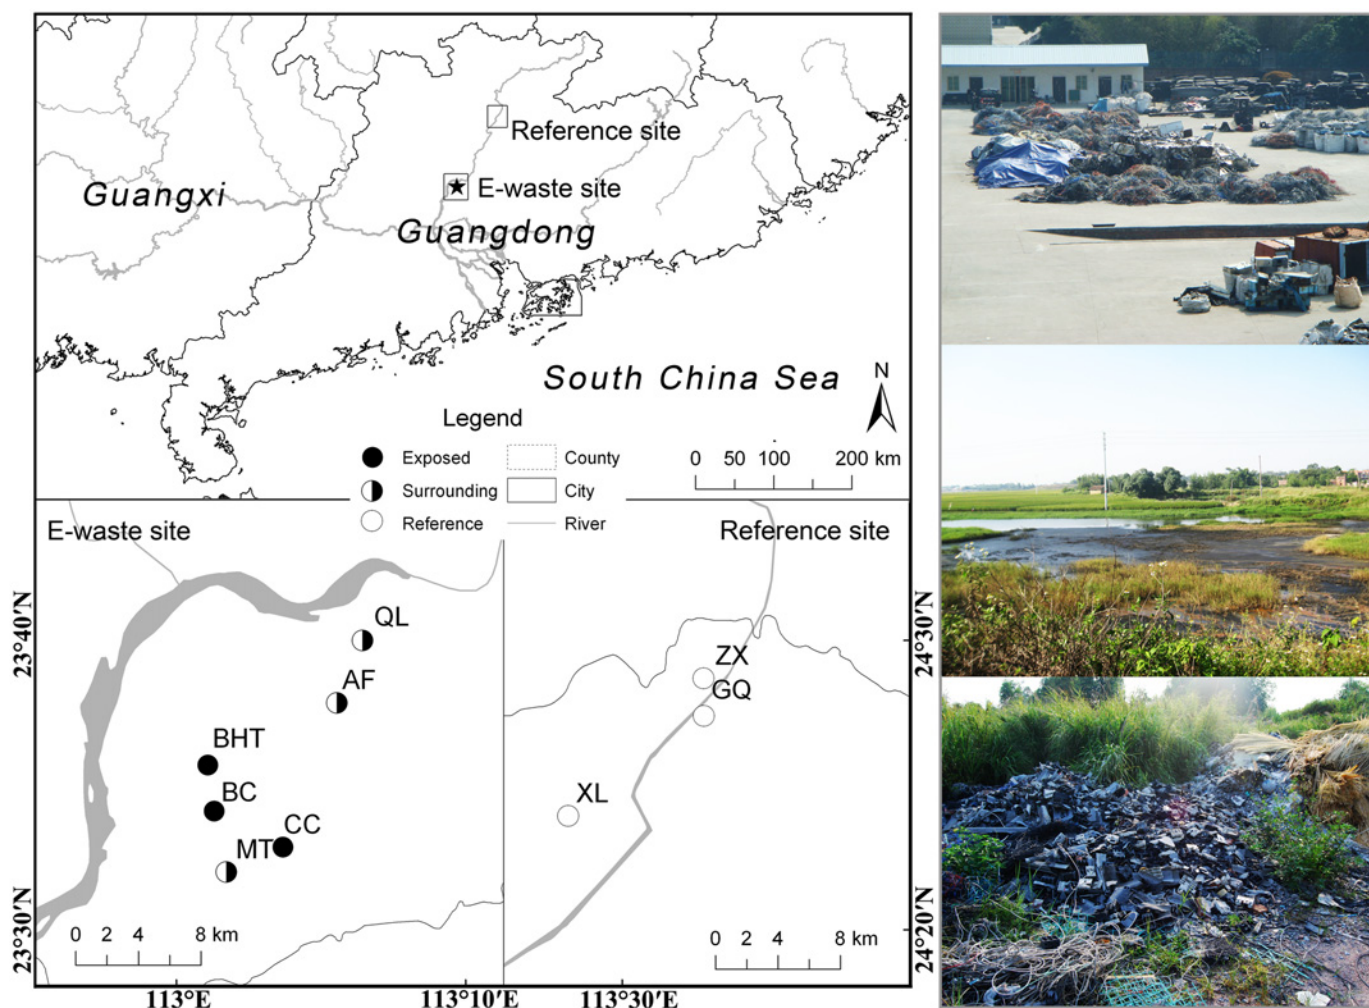 Reference site
E-waste site
Guangxi
Guangdong
South China Sea
N
Legend
Exposed
County
Surrounding
City
Reference
River
0 50 100 200 km
E-waste site
Reference site
QL
AF
BHT
BC
CC
MT
ZX
GQ
XL
23°40'N
23°30'N
24°30'N
24°20'N
0 2 4 8 km
0 2 4 8 km
113°E
113°10'E
113°30'E